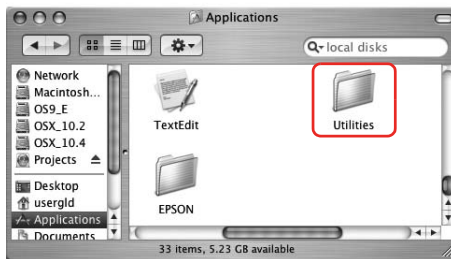 Applications
local disks
Network
Macintosh...
OS9_E
OSX_10.2
OSX_10.4
Projects
Desktop
usergld
Applications
Documents
TextEdit
Utilities
EPSON
33 items, 5.23 GB available